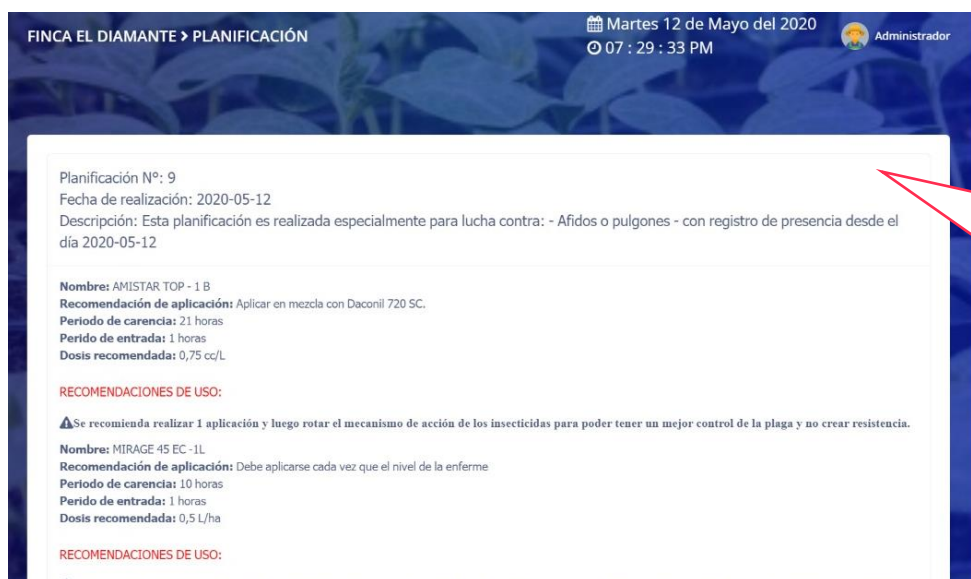 FINCA EL DIAMANTE > PLANIFICACIÓN
Martes 12 de Mayo del 2020
07 : 29 : 33 PM
Administrador
Planificación N°: 9
Fecha de realización: 2020-05-12
Descripción: Esta planificación es realizada especialmente para lucha contra: - Afidos o pulgones - con registro de presencia desde el
día 2020-05-12
Nombre: AMISTAR TOP - 1 B
Recomendación de aplicación: Aplicar en mezcla con Daconil 720 SC.
Periodo de carencia: 21 horas
Perido de entrada: 1 horas
Dosis recomendada: 0,75 cc/L
RECOMENDACIONES DE USO:
Se recomienda realizar 1 aplicación y luego rotar el mecanismo de acción de los insecticidas para poder tener un mejor control de la plaga y no crear resistencia.
Nombre: MIRAGE 45 EC -1L
Recomendación de aplicación: Debe aplicarse cada vez que el nivel de la enferme
Periodo de carencia: 10 horas
Perido de entrada: 1 horas
Dosis recomendada: 0,5 L/ha
RECOMENDACIONES DE USO: